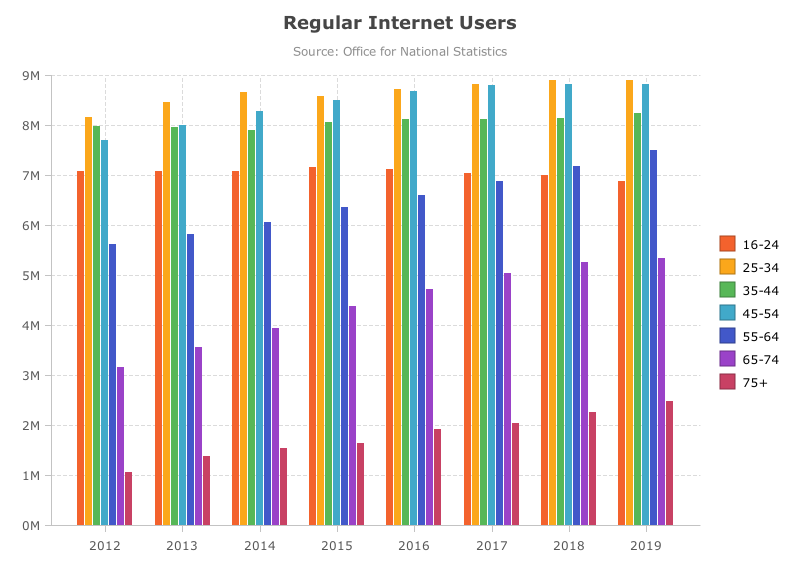 Regular Internet Users
Source: Office for National Statistics
9M
8M
7M
6M
5M
4M
3M
2M
1M
0M
2012 2013 2014 2015 2016 2017 2018 2019
16-24
25-34
35-44
45-54
55-64
65-74
75+